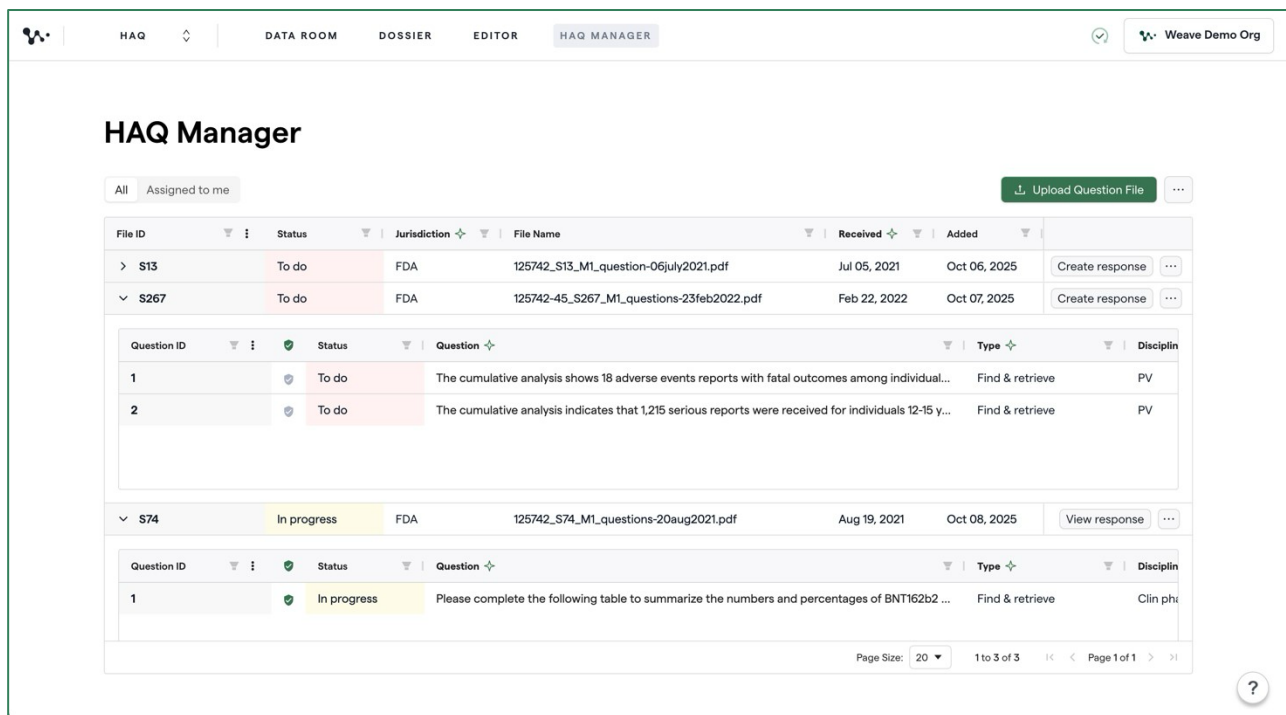 HAQ DATA ROOM DOSSIER EDITOR HAQ MANAGER Weave Demo Org
HAQ Manager
All Assigned to me Upload Question File ...
File ID Status Jurisdiction File Name Received Added
S13 To do FDA 125742_S13_M1_question-06july2021.pdf Jul 05, 2021 Oct 06, 2025 Create response ...
S267 To do FDA 125742-45_S267_M1_questions-23feb2022.pdf Feb 22, 2022 Oct 07, 2025 Create response ...
Question ID Status Question Type Disciplin
1 To do The cumulative analysis shows 18 adverse events reports with fatal outcomes among individual... Find & retrieve PV
2 To do The cumulative analysis indicates that 1,215 serious reports were received for individuals 12-15 y... Find & retrieve PV
S74 In progress FDA 125742_S74_M1_questions-20aug2021.pdf Aug 19, 2021 Oct 08, 2025 View response ...
Question ID Status Question Type Disciplin
1 In progress Please complete the following table to summarize the numbers and percentages of BNT162b2 ... Find & retrieve Clin pha
Page Size: 20 1 to 3 of 3 Page 1 of 1
?